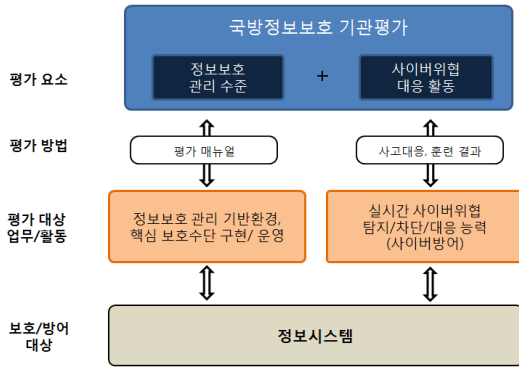 국방정보보호 기관평가
평가 요소
정보보호
관리 수준
+
사이버위협
대응 활동
평가 방법
평가 매뉴얼
사고대응, 훈련 결과
평가 대상
업무/활동
정보보호 관리 기반환경,
핵심 보호수단 구현/ 운영
실시간 사이버위협
탐지/차단/대응 능력
(사이버방어)
보호/방어
대상
정보시스템